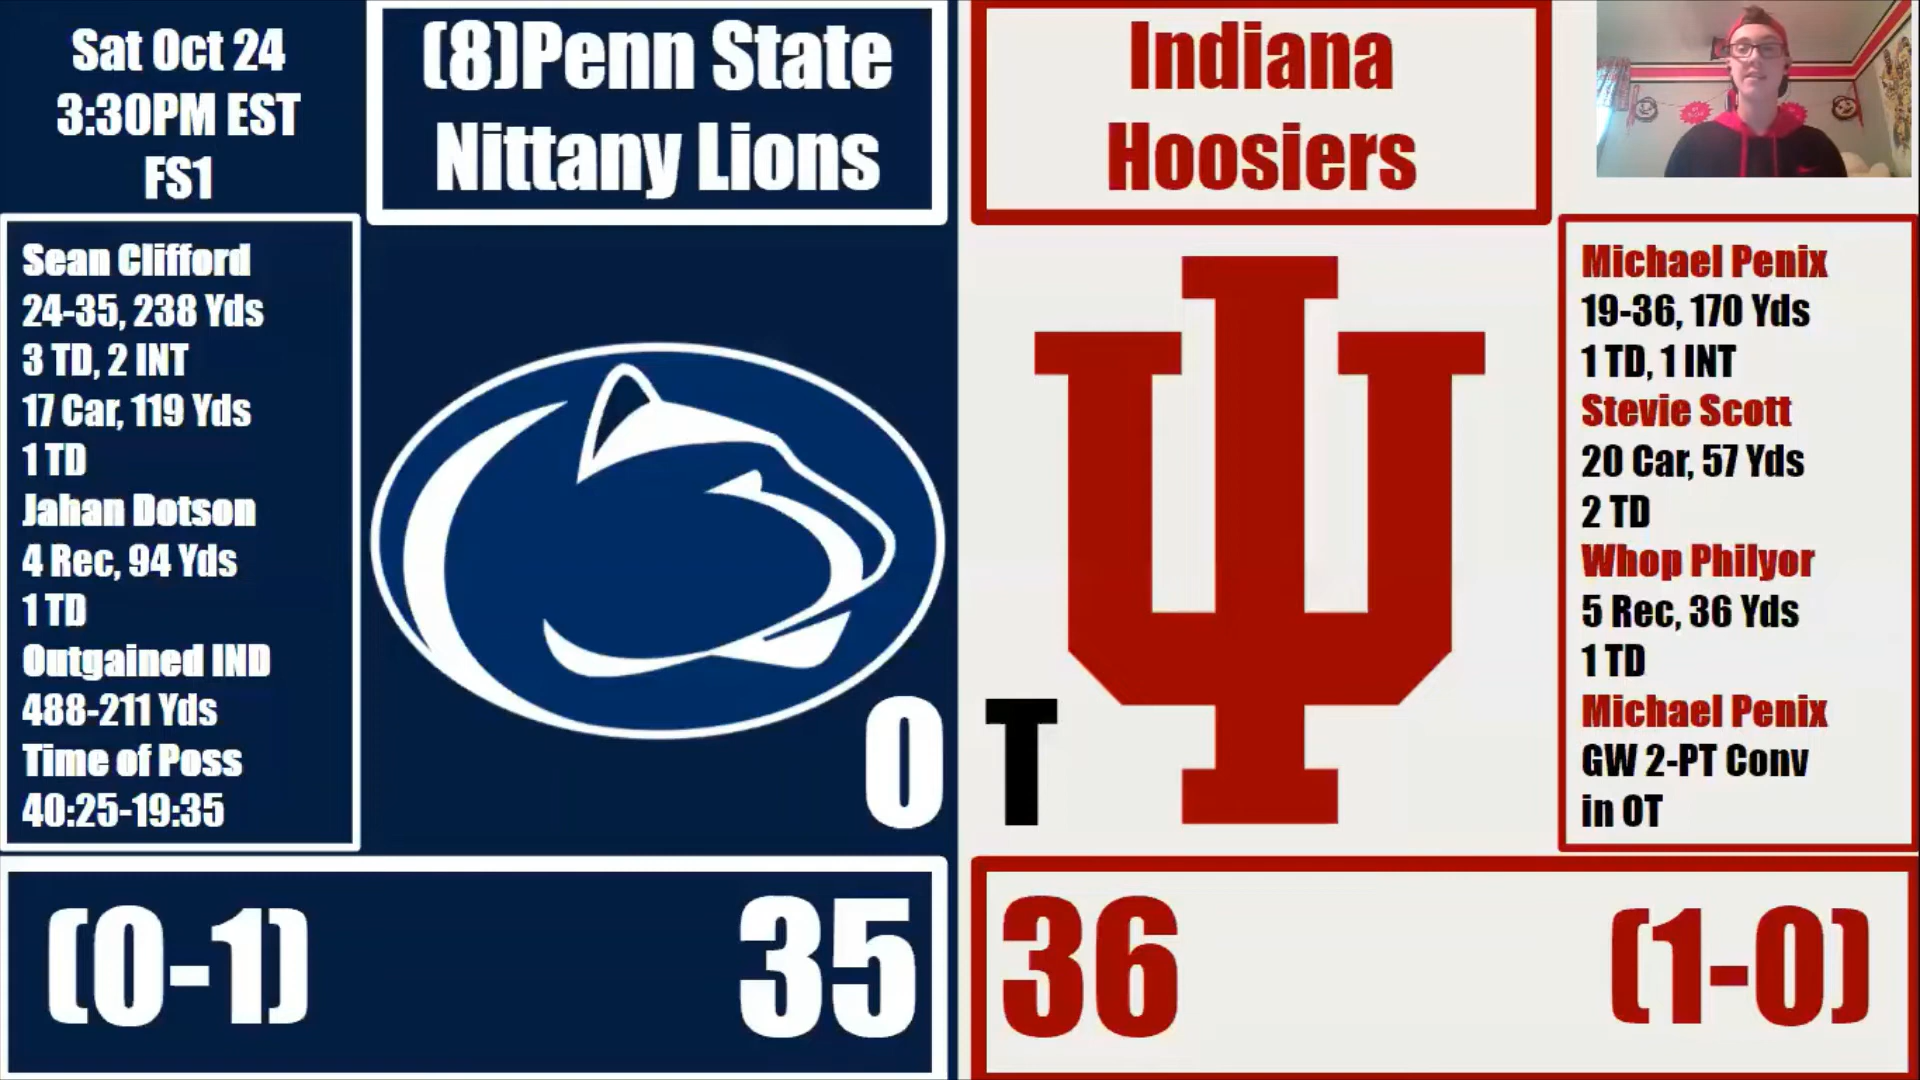 Sat Oct 24
3:30PM EST
FS1
(8)Penn State
Nittany Lions
Indiana
Hoosiers
Sean Clifford
24-35, 238 Yds
3 TD, 2 INT
17 Car, 119 Yds
1 TD
Jahan Dotson
4 Rec, 94 Yds
1 TD
Outgained IND
488-211 Yds
Time of Poss
40:25-19:35
OT
Michael Penix
19-36, 170 Yds
1 TD, 1 INT
Stevie Scott
20 Car, 57 Yds
2 TD
Whop Philyor
5 Rec, 36 Yds
1 TD
Michael Penix
GW 2-PT Conv
in OT
(0-1)
35
36
(1-0)